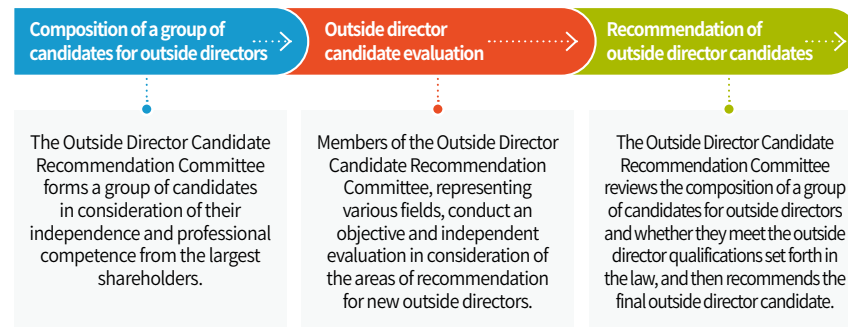 Composition of a group of
candidates for outside directors
The Outside Director Candidate
Recommendation Committee
forms a group of candidates
in consideration of their
independence and professional
competence from the largest
shareholders.
Outside director
candidate evaluation
Members of the Outside Director
Candidate Recommendation
Committee, representing
various fields, conduct an
objective and independent
evaluation in consideration of
the areas of recommendation
for new outside directors.
Recommendation of
outside director candidates
The Outside Director Candidate
Recommendation Committee
reviews the composition of a group
of candidates for outside directors
and whether they meet the outside
director qualifications set forth in
the law, and then recommends the
final outside director candidate.